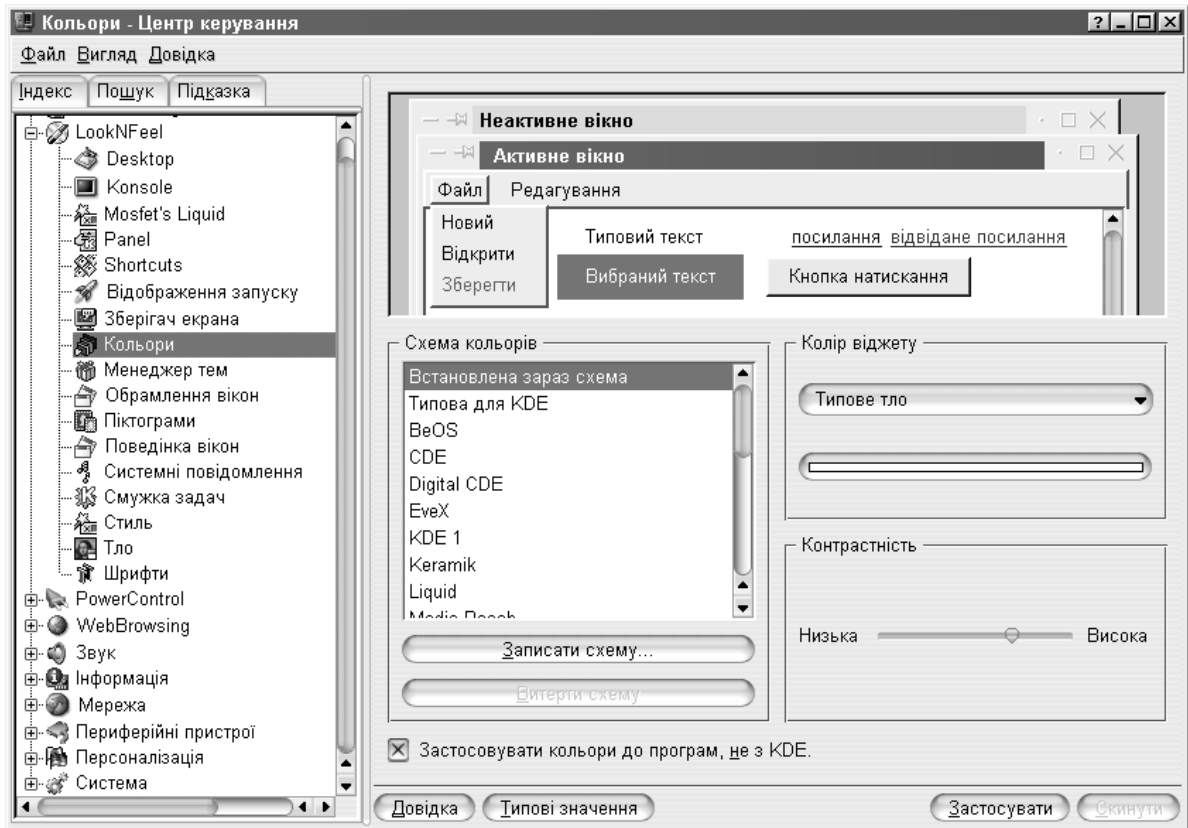 Кольори - Центр керування
Файл Вигляд Довідка
Індекс Пошук Підказка
LookNFeel
Desktop
Konsole
Mosfet's Liquid
Panel
Shortcuts
Відображення запуску
Зберігач екрана
Кольори
Менеджер тем
Обрамлення вікон
Піктограми
Поведінка вікон
Системні повідомлення
Смужка задач
Стиль
Тло
Шрифти
PowerControl
WebBrowsing
Звук
Інформація
Мережа
Периферійні пристрої
Персоналізація
Система
Неактивне вікно
Активне вікно
Файл Редагування
Новий
Відкрити
Зберегти
Типовий текст посилання відвідане посилання
Вибраний текст Кнопка натискання
Схема кольорів
Встановлена зараз схема
Типова для KDE
BeOS
CDE
Digital CDE
EveX
KDE 1
Keramik
Liquid
Записати схему...
Витерти схему
Колір віджету
Типове тло
Контрастність
Низька Висока
Застосовувати кольори до програм, не з KDE.
Довідка Типові значення Застосувати Скинути